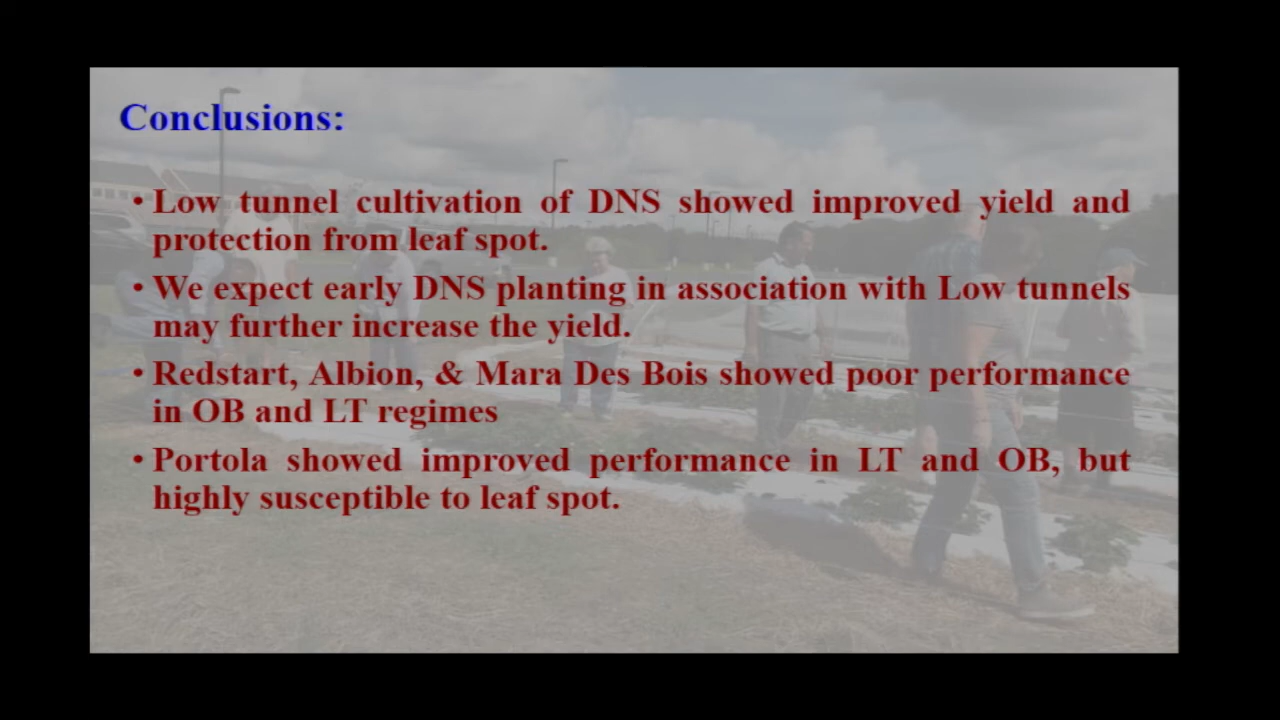 Conclusions:
• Low tunnel cultivation of DNS showed improved yield and
protection from leaf spot.
• We expect early DNS planting in association with Low tunnels
may further increase the yield.
• Redstart, Albion, & Mara Des Bois showed poor performance
in OB and LT regimes
• Portola showed improved performance in LT and OB, but
highly susceptible to leaf spot.